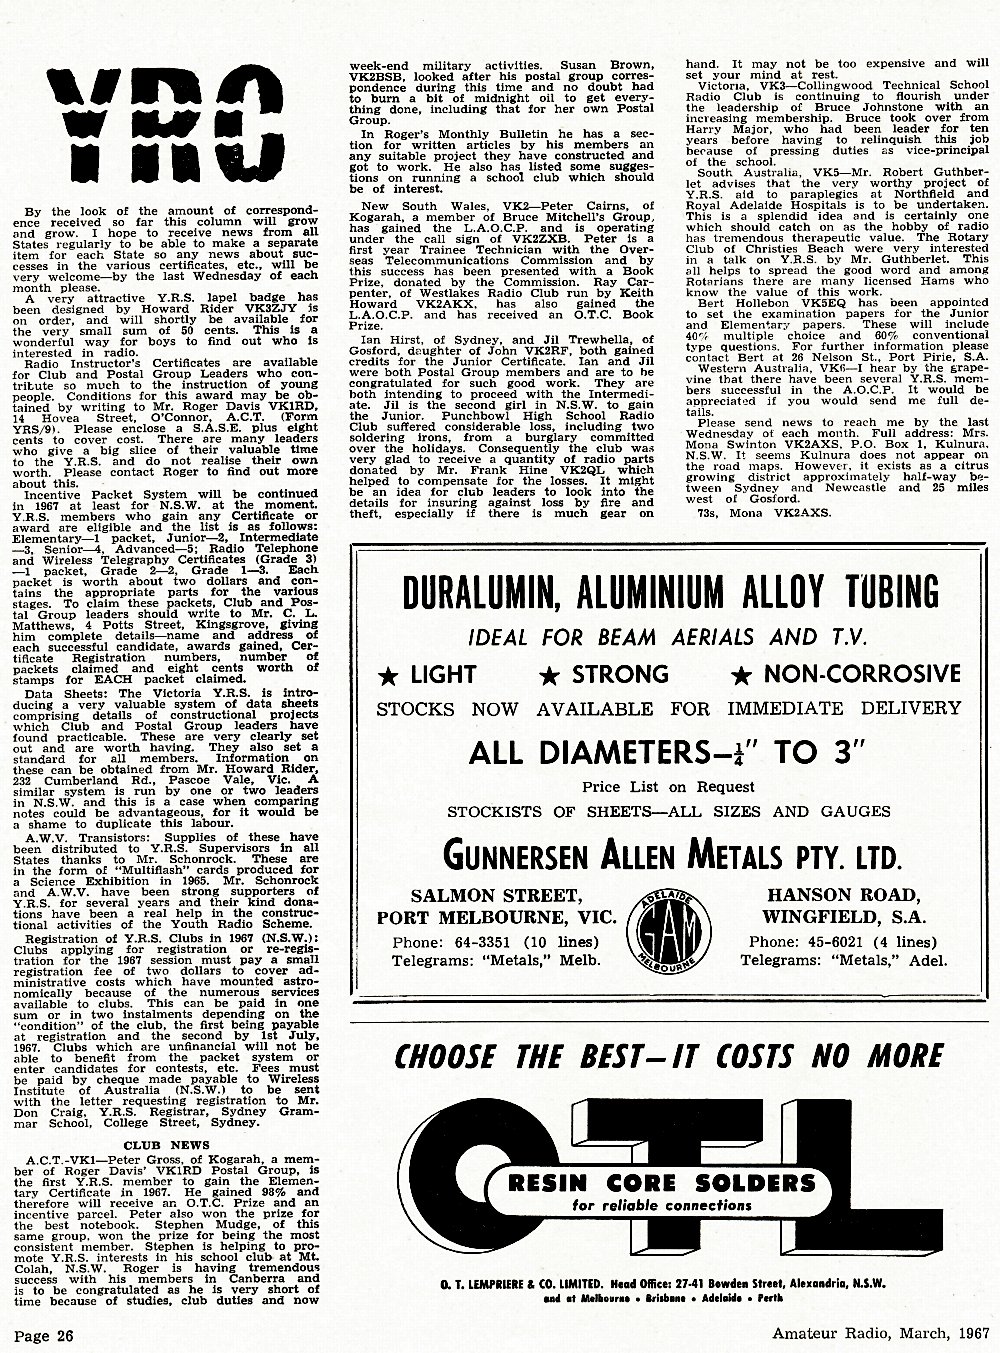 YRC
By the look of the amount of correspond-
ence received so far this column will grow
and grow. I hope to receive news from all
States regularly to be able to make a separate
item for each State so any news about suc-
cesses in the various certificates, etc., will be
very welcome—by the last Wednesday of each
month please.
A very attractive Y.R.S. lapel badge has
been designed by Howard Rider VK3ZJY is
on order, and will shortly be available for
the very small sum of 50 cents. This is a
wonderful way for boys to find out who is
interested in radio.
Radio Instructor's Certificates are available
for Club and Postal Group Leaders who con-
tribute so much to the instruction of young
people. Conditions for this award may be ob-
tained by writing to Mr. Roger Davis VK1RD,
14 Hovea Street, O'Connor, A.C.T. (Form
YRS/9). Please enclose a S.A.S.E. plus eight
cents to cover cost. There are many leaders
who give a big slice of their valuable time
to the Y.R.S. and do not realise their own
worth. Please contact Roger to find out more
about this.
Incentive Packet System will be continued
in 1967 at least for N.S.W. at the moment.
Y.R.S. members who gain any Certificate or
award are eligible and the list is as follows:
Elementary—1 packet, Junior—2, Intermediate
—3, Senior—4, Advanced—5; Radio Telephone
and Wireless Telegraphy Certificates (Grade 3)
—1 packet, Grade 2—2, Grade 1—3. Each
packet is worth about two dollars and con-
tains the appropriate parts for the various
stages. To claim these packets, Club and Pos-
tal Group leaders should write to Mr. C. L.
Matthews, 4 Potts Street, Kingsgrove, giving
him complete details—name and address of
each successful candidate, awards gained, Cer-
tificate Registration numbers, number of
packets claimed and eight cents worth of
stamps for EACH packet claimed.
Data Sheets: The Victoria Y.R.S. is intro-
ducing a very valuable system of data sheets
comprising details of constructional projects
which Club and Postal Group leaders have
found practicable. These are very clearly set
out and are worth having. They also set a
standard for all members. Information on
these can be obtained from Mr. Howard Rider,
232 Cumberland Rd., Pascoe Vale, Vic. A
similar system is run by one or two leaders
in N.S.W. and this is a case when comparing
notes could be advantageous, for it would be
a shame to duplicate this labour.
A.W.V. Transistors: Supplies of these have
been distributed to Y.R.S. Supervisors in all
States thanks to Mr. Schonrock. These are
in the form of "Multiflash" cards produced for
a Science Exhibition in 1965. Mr. Schonrock
and A.W.V. have been strong supporters of
Y.R.S. for several years and their kind dona-
tions have been a real help in the construc-
tional activities of the Youth Radio Scheme.
Registration of Y.R.S. Clubs in 1967 (N.S.W.):
Clubs applying for registration or re-regis-
tration for the 1967 session must pay a small
registration fee of two dollars to cover ad-
ministrative costs which have mounted astro-
nomically because of the numerous services
available to clubs. This can be paid in one
sum or in two instalments depending on the
"condition" of the club, the first being payable
at registration and the second by 1st July,
1967. Clubs which are unfinancial will not be
able to benefit from the packet system or
enter candidates for contests, etc. Fees must
be paid by cheque made payable to Wireless
Institute of Australia (N.S.W.) to be sent
with the letter requesting registration to Mr.
Don Craig, Y.R.S. Registrar, Sydney Gram-
mar School, College Street, Sydney.
CLUB NEWS
A.C.T.-VK1—Peter Gross, of Kogarah, a mem-
ber of Roger Davis' VK1RD Postal Group, is
the first Y.R.S. member to gain the Elemen-
tary Certificate in 1967. He gained 98% and
therefore will receive an O.T.C. Prize and an
incentive parcel. Peter also won the prize for
the best notebook. Stephen Mudge, of this
same group, won the prize for being the most
consistent member. Stephen is helping to pro-
mote Y.R.S. interests in his school club at Mt.
Colah, N.S.W. Roger is having tremendous
success with his members in Canberra and
is to be congratulated as he is very short of
time because of studies, club duties and now
week-end military activities. Susan Brown,
VK2BSB, looked after his postal group corres-
pondence during this time and no doubt had
to burn a bit of midnight oil to get every-
thing done, including that for her own Postal
Group.
In Roger's Monthly Bulletin he has a sec-
tion for written articles by his members an
any suitable project they have constructed and
got to work. He also has listed some sugges-
tions on running a school club which should
be of interest.
New South Wales, VK2—Peter Cairns, of
Kogarah, a member of Bruce Mitchell's Group,
has gained the L.A.O.C.P. and is operating
under the call sign of VK2ZXB. Peter is a
first year Trainee Technician with the Over-
seas Telecommunications Commission and by
this success has been presented with a Book
Prize, donated by the Commission. Ray Car-
penter, of Westlakes Radio Club run by Keith
Howard VK2AKX, has also gained the
L.A.O.C.P. and has received an O.T.C. Book
Prize.
Ian Hirst, of Sydney, and Jil Trewhella, of
Gosford, daughter of John VK2RF, both gained
credits for the Junior Certificate. Ian and Jil
were both Postal Group members and are to be
congratulated for such good work. They are
both intending to proceed with the Intermedi-
ate. Jil is the second girl in N.S.W. to gain
the Junior. Punchbowl High School Radio
Club suffered considerable loss, including two
soldering irons, from a burglary committed
over the holidays. Consequently the club was
very glad to receive a quantity of radio parts
donated by Mr. Frank Hine VK2QL which
helped to compensate for the losses. It might
be an idea for club leaders to look into the
details for insuring against loss by fire and
theft, especially if there is much gear on
hand. It may not be too expensive and will
set your mind at rest.
Victoria, VK3—Collingwood Technical School
Radio Club is continuing to flourish under
the leadership of Bruce Johnstone with an
increasing membership. Bruce took over from
Harry Major, who had been leader for ten
years before having to relinquish this job
because of pressing duties as vice-principal
of the school.
South Australia, VK5—Mr. Robert Guthber-
let advises that the very worthy project of
Y.R.S. aid to paraplegics at Northfield and
Royal Adelaide Hospitals is to be undertaken.
This is a splendid idea and is certainly one
which should catch on as the hobby of radio
has tremendous therapeutic value. The Rotary
Club of Christies Beach were very interested
in a talk on Y.R.S. by Mr. Guthberlet. This
all helps to spread the good word and among
Rotarians there are many licensed Hams who
know the value of this work.
Bert Holleboh VK5EQ has been appointed
to set the examination papers for the Junior
and Elementary papers. These will include
40% multiple choice and 60% conventional
type questions. For further information please
contact Bert at 26 Nelson St., Port Pirie, S.A.
Western Australia, VK6—I hear by the grape-
vine that there have been several Y.R.S. mem-
bers successful in the A.O.C.P. It would be
appreciated if you would send me full de-
tails.
Please send news to reach me by the last
Wednesday of each month. Full address: Mrs.
Mona Swinton VK2AXS, P.O. Box 1, Kulnura,
N.S.W. It seems Kulnura does not appear on
the road maps. However, it exists as a citrus
growing district approximately half-way be-
tween Sydney and Newcastle and 25 miles
west of Gosford.
73s, Mona VK2AXS.
DURALUMIN, ALUMINIUM ALLOY TUBING
IDEAL FOR BEAM AERIALS AND T.V.
★ LIGHT ★ STRONG ★ NON-CORROSIVE
STOCKS NOW AVAILABLE FOR IMMEDIATE DELIVERY
ALL DIAMETERS—¼" TO 3"
Price List on Request
STOCKISTS OF SHEETS—ALL SIZES AND GAUGES
GUNNERSEN ALLEN METALS PTY. LTD.
SALMON STREET,
PORT MELBOURNE, VIC.
Phone: 64-3351 (10 lines)
Telegrams: "Metals," Melb.
ADELAIDE
GAM
MELBOURNE
HANSON ROAD,
WINGFIELD, S.A.
Phone: 45-6021 (4 lines)
Telegrams: "Metals," Adel.
CHOOSE THE BEST—IT COSTS NO MORE
OTL
RESIN CORE SOLDERS
for reliable connections
O. T. LEMPRIERE & CO. LIMITED. Head Office: 27-41 Bowden Street, Alexandria, N.S.W.
and at Melbourne • Brisbane • Adelaide • Perth
Page 26
Amateur Radio, March, 1967